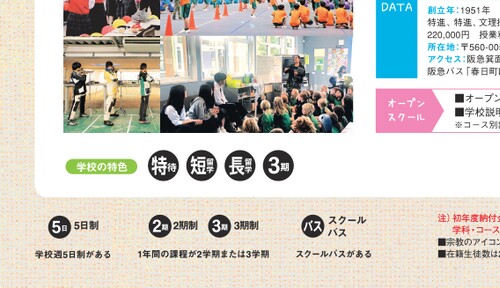 DATA
創立年：1951年
特進、特進、文理
220,000円　授業
所在地：〒560-00
アクセス：阪急箕面
阪急バス「春日町
オープン
スクール
■オープン
■学校説明
※コース別
学校の特色
特待 短留学 長留学 3期
5日 5日制
2期 2期制
3期 3期制
バス スクールバス
学校週5日制がある
1年間の課程が2学期または3学期
スクールバスがある
注）初年度納付金
学科・コース
■宗教のアイコン
■在籍生徒数は